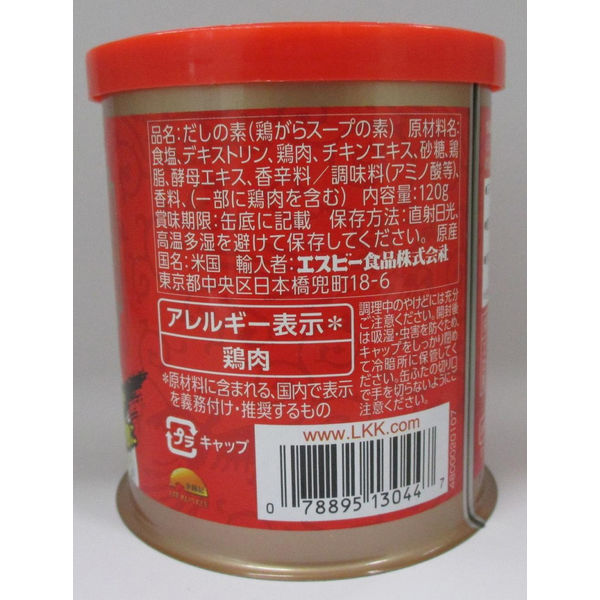 品名:だしの素(鶏がらスープの素) 原材料名:
食塩、デキストリン、鶏肉、チキンエキス、砂糖、鶏
脂、酵母エキス、香辛料/調味料(アミノ酸等)、
香料、(一部に鶏肉を含む) 内容量:120g
賞味期限:缶底に記載 保存方法:直射日光、
高温多湿を避けて保存してください。 原産
国名:米国 輸入者:エスビー食品株式会社
東京都中央区日本橋兜町18-6
アレルギー表示*
鶏肉
*原材料に含まれる、国内で表示
を義務付け・推奨するもの
プラ キャップ
調理中のやけどには充分
ご注意ください。開封後
は吸湿・虫害を防ぐため、
キャップをしっかり閉め
て冷暗所に保管してく
ださい。缶ぶたの切り口
で手を切らないように
ご注意ください。
www.LKK.com
0 78895 13044 7
4800020107
李錦記
LEE KUM KEE